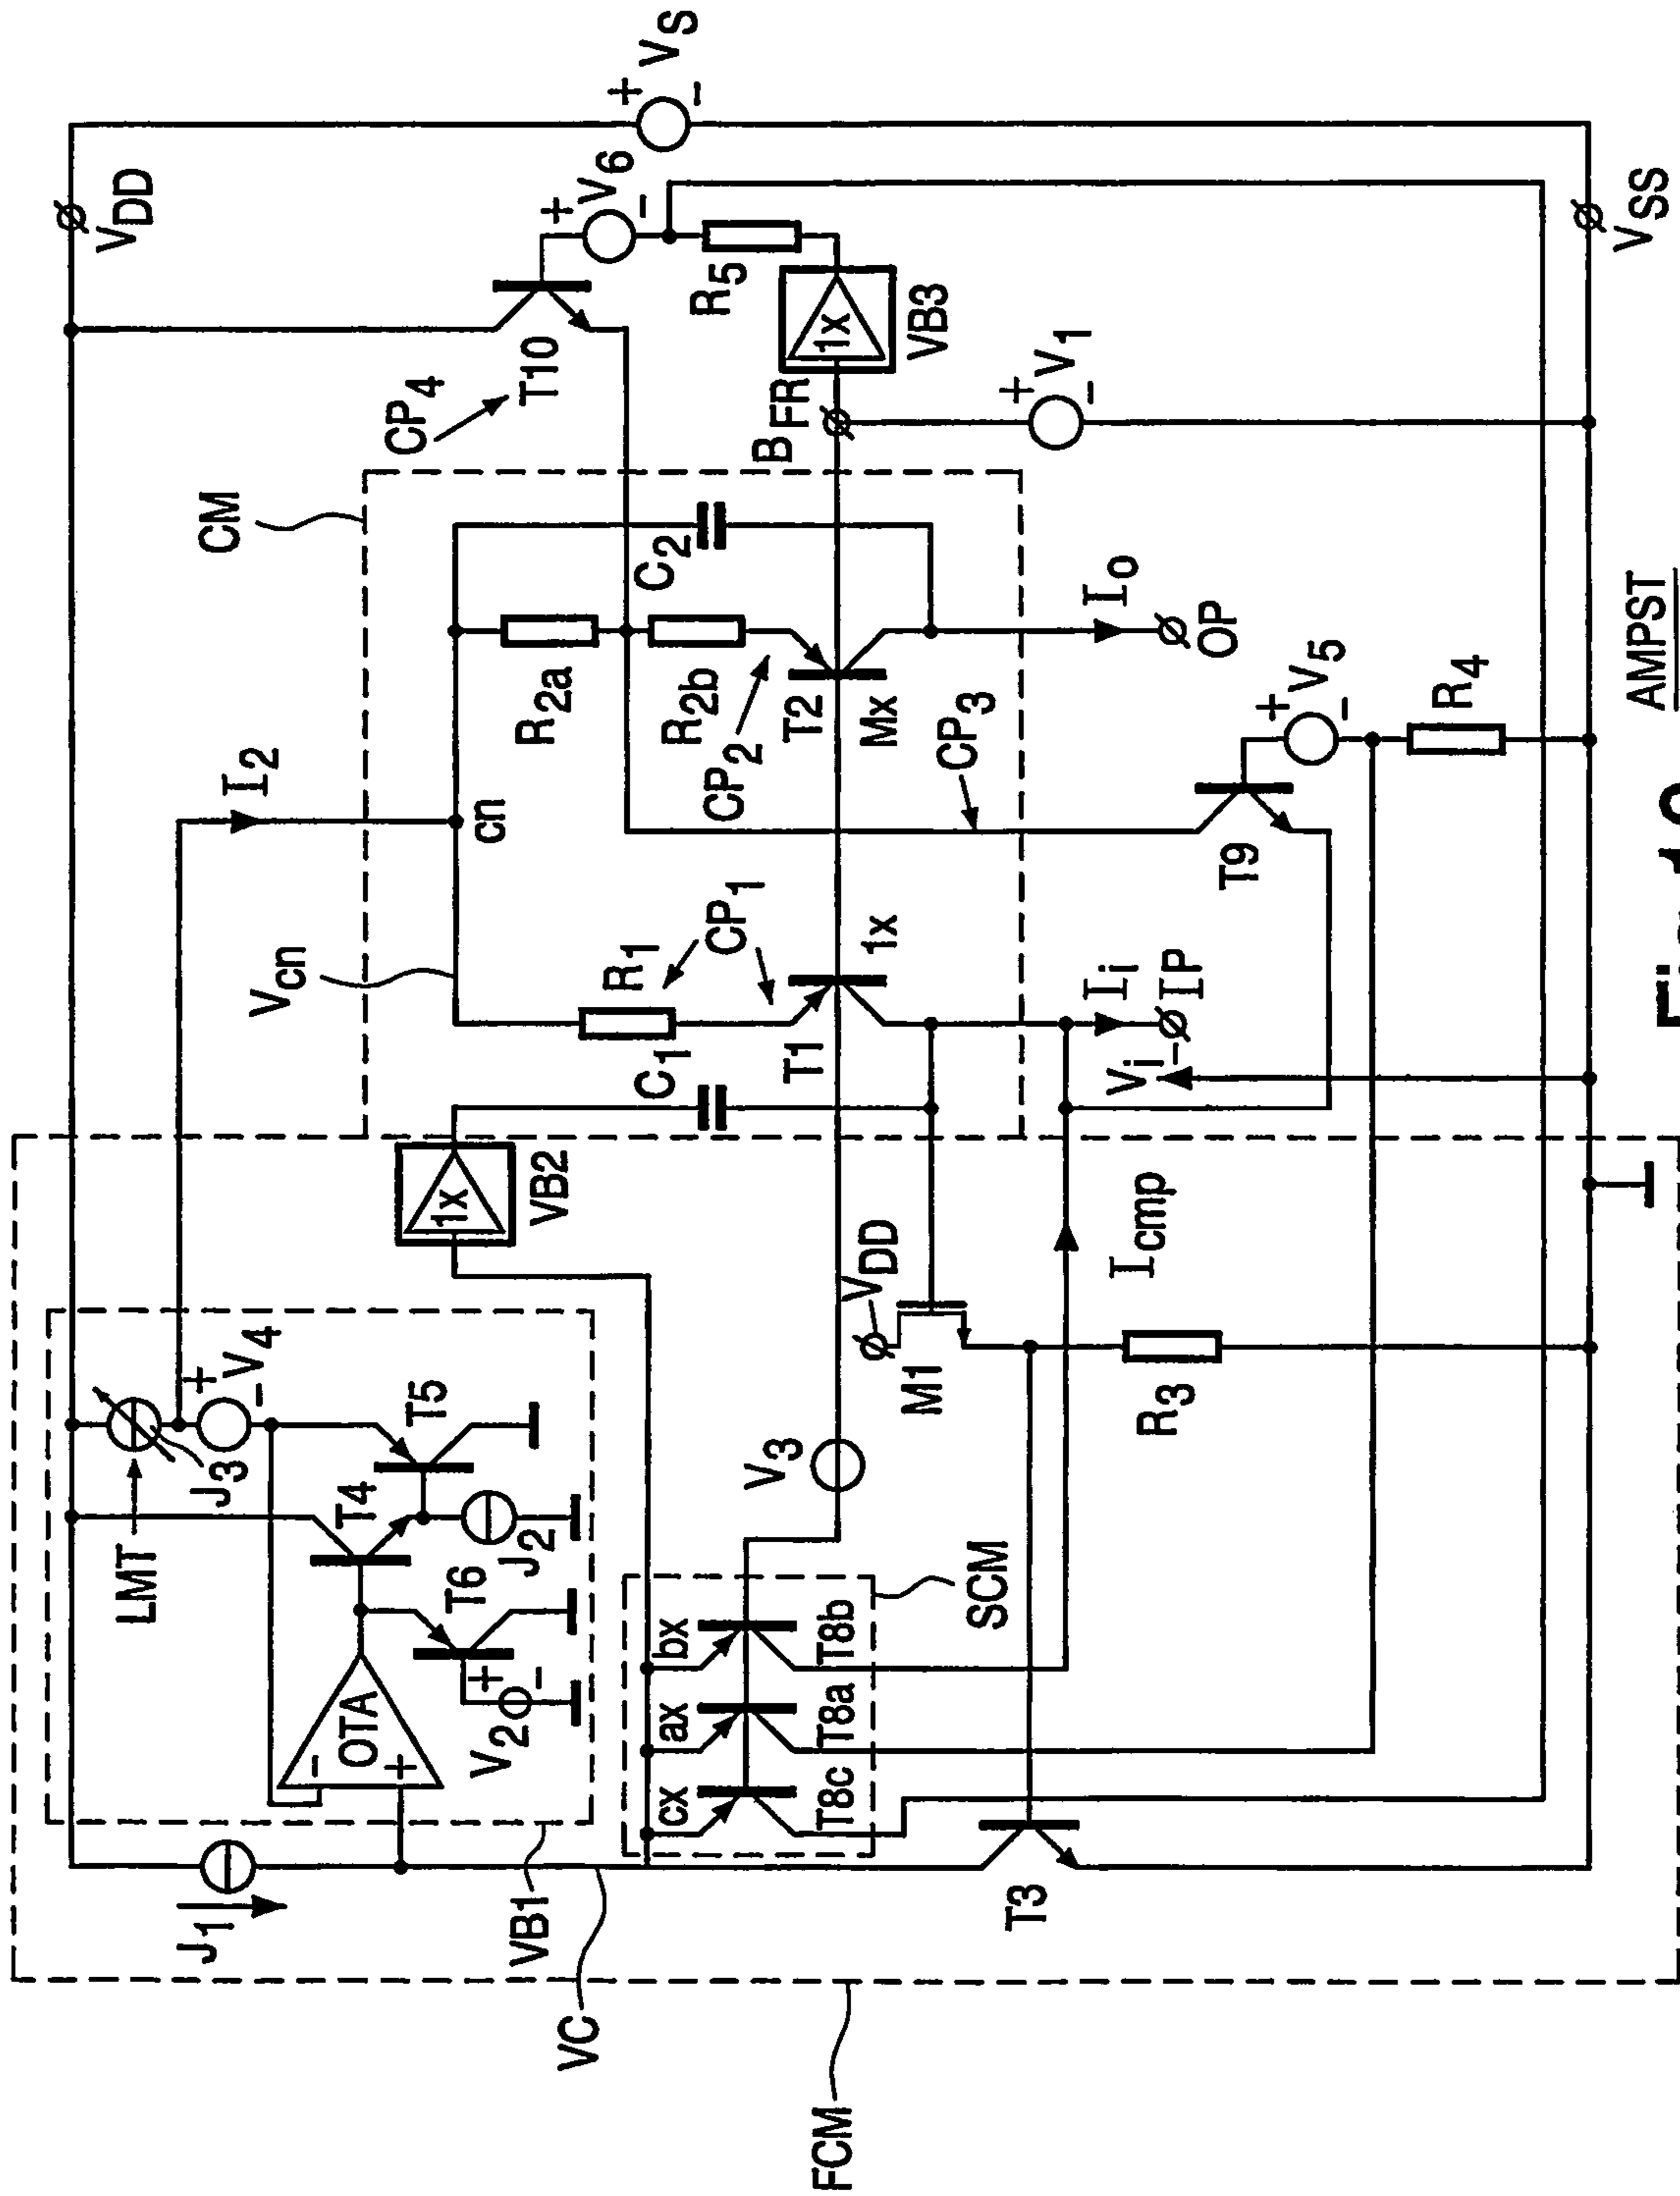 VDD
VS
+
-
VSS
V6
+
-
R5
T10
CP4
VB3
1x
BFR
V1
+
-
CM
C2
R2a
R2b
CP2
T2
Mx
Io
OP
CP3
V5
+
-
R4
T9
AMPST
I2
cn
Vcn
R1
CP1
1x
T1
C1
Ii
IP
Vi
-
VB2
1x
VDD
M1
Icmp
R3
V4
+
-
T5
J3
LMT
T4
J2
T6
V2
+
-
OTA
-
+
V3
SCM
bx
ax
cx
T8b
T8a
T8c
J1
VB1
VC
T3
FCM